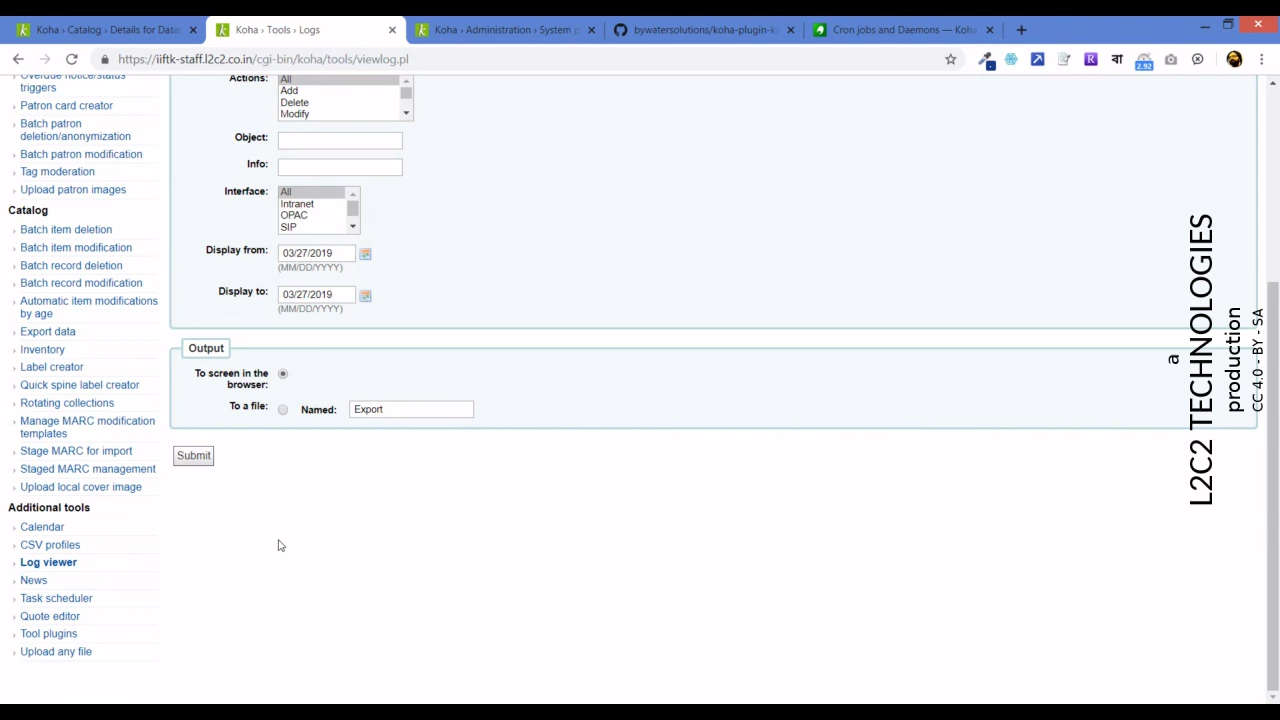 Koha › Catalog › Details for Data
Koha › Tools › Logs
Koha › Administration › System p
bywatersolutions/koha-plugin-k
Cron jobs and Daemons — Koha
https://iiftk-staff.l2c2.co.in/cgi-bin/koha/tools/viewlog.pl
R
বা
2.92
Overdue notice/status
triggers
Patron card creator
Batch patron
deletion/anonymization
Batch patron modification
Tag moderation
Upload patron images
Catalog
Batch item deletion
Batch item modification
Batch record deletion
Batch record modification
Automatic item modifications
by age
Export data
Inventory
Label creator
Quick spine label creator
Rotating collections
Manage MARC modification
templates
Stage MARC for import
Staged MARC management
Upload local cover image
Additional tools
Calendar
CSV profiles
Log viewer
News
Task scheduler
Quote editor
Tool plugins
Upload any file
Actions:
All
Add
Delete
Modify
Object:
Info:
Interface:
All
Intranet
OPAC
SIP
Display from:
03/27/2019
(MM/DD/YYYY)
Display to:
03/27/2019
(MM/DD/YYYY)
Output
To screen in the
browser:
To a file:
Named:
Export
Submit
a
L2C2 TECHNOLOGIES
production
CC 4.0 - BY - SA